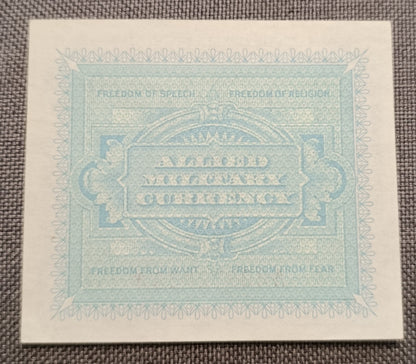 FREEDOM OF SPEECH FREEDOM OF RELIGION
ALLIED
MILITARY
CURRENCY
FREEDOM FROM WANT FREEDOM FROM FEAR